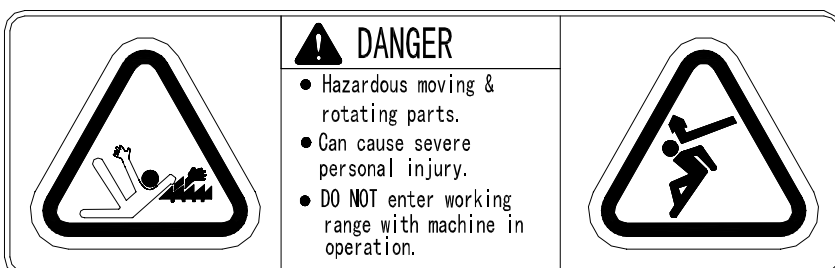 DANGER
● Hazardous moving &
rotating parts.
● Can cause severe
personal injury.
● DO NOT enter working
range with machine in
operation.